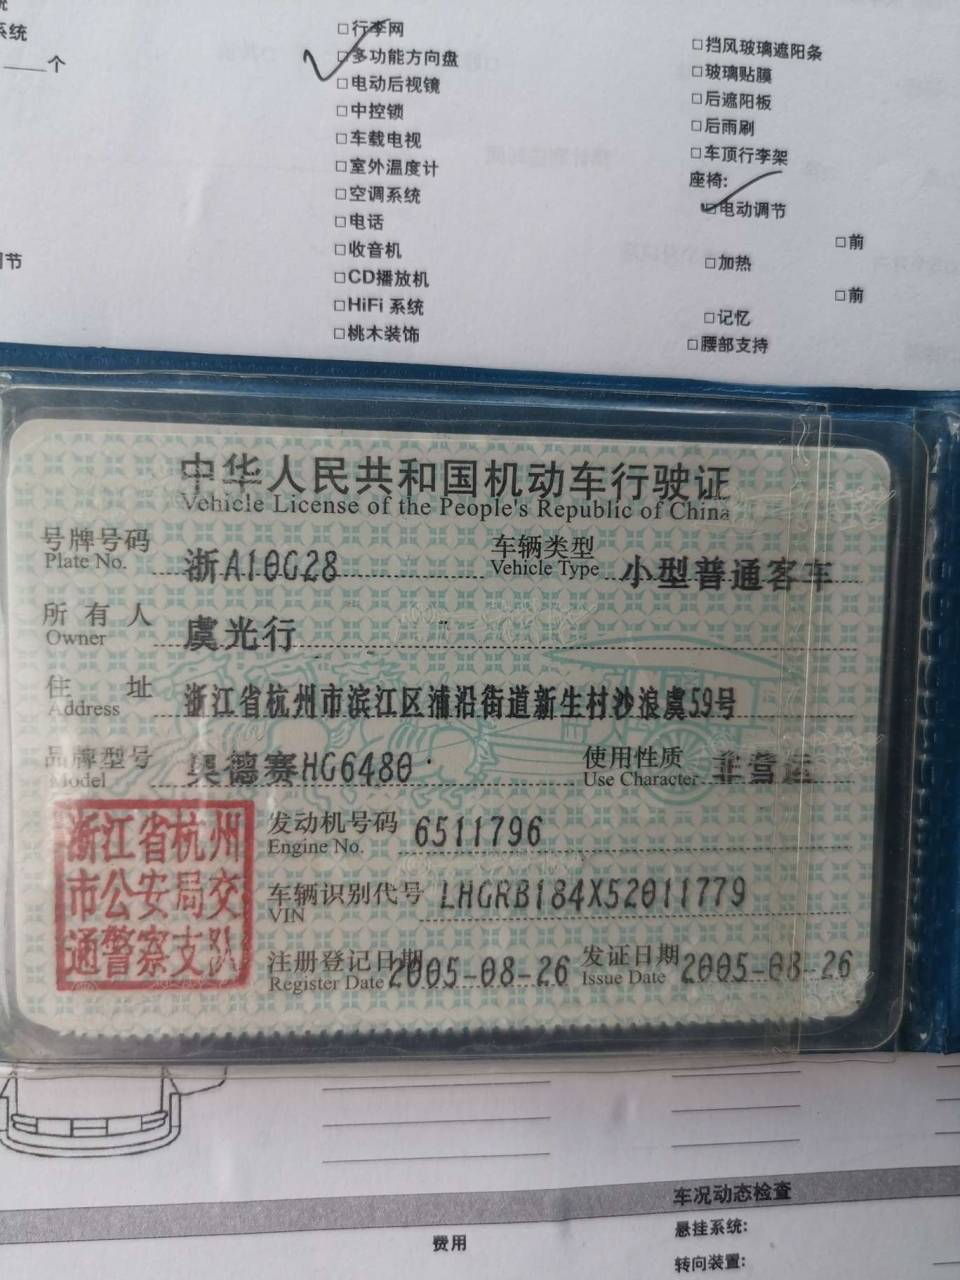 系统
____个
□行李网
□多功能方向盘
□电动后视镜
□中控锁
□车载电视
□室外温度计
□空调系统
□电话
□收音机
□CD播放机
□HiFi 系统
□桃木装饰
□挡风玻璃遮阳条
□玻璃贴膜
□后遮阳板
□后雨刷
□车顶行李架
座椅:
□电动调节
□前
□加热
□前
□记忆
□腰部支持
节
中华人民共和国机动车行驶证
Vehicle License of the People's Republic of China
号牌号码 浙A10G28 车辆类型 小型普通客车
Plate No. Vehicle Type
所有人 虞光行
Owner
住址 浙江省杭州市滨江区浦沿街道新生村沙浪虞59号
Address
品牌型号 奥德赛HG6480 使用性质 非营运
Model Use Character
浙江省杭州
市公安局交
通警察支队
发动机号码 6511796
Engine No.
车辆识别代号 LHGRB184X52011779
VIN
注册登记日期 2005-08-26 发证日期 2005-08-26
Register Date Issue Date
车况动态检查
费用
悬挂系统:
转向装置: